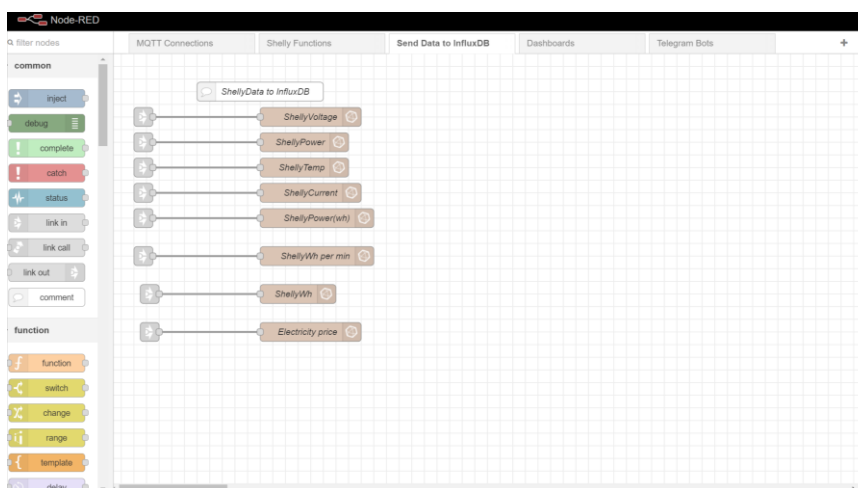 Node-RED
filter nodes
MQTT Connections
Shelly Functions
Send Data to InfluxDB
Dashboards
Telegram Bots
+
common
inject
debug
complete
catch
status
link in
link call
link out
comment
function
function
switch
change
range
template
delay
ShellyData to InfluxDB
ShellyVoltage
ShellyPower
ShellyTemp
ShellyCurrent
ShellyPower(wh)
ShellyWh per min
ShellyWh
Electricity price